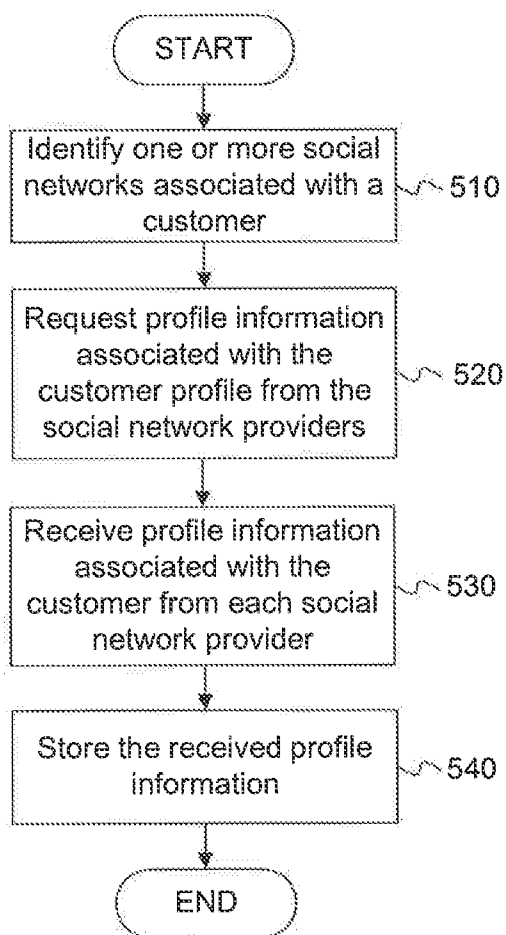 START
Identify one or more social
networks associated with a
customer
510
Request profile information
associated with the
customer profile from the
social network providers
520
Receive profile information
associated with the
customer from each social
network provider
530
Store the received profile
information
540
END